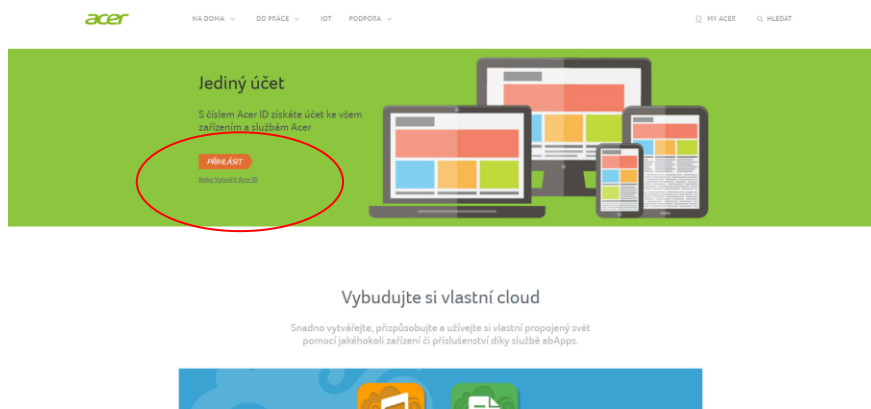 acer
NA DOMA
DO PRÁCE
IOT
PODPORA
MY ACER
HLEDAT
Jediný účet
S číslem Acer ID získáte účet ke všem
zařízením a službám Acer
PŘIHLÁSIT
Nebo Vytvořit Acer ID
Vybudujte si vlastní cloud
Snadno vytvářejte, přizpůsobujte a užívejte si vlastní propojený svět
pomocí jakéhokoli zařízení či příslušenství díky službě abApps.